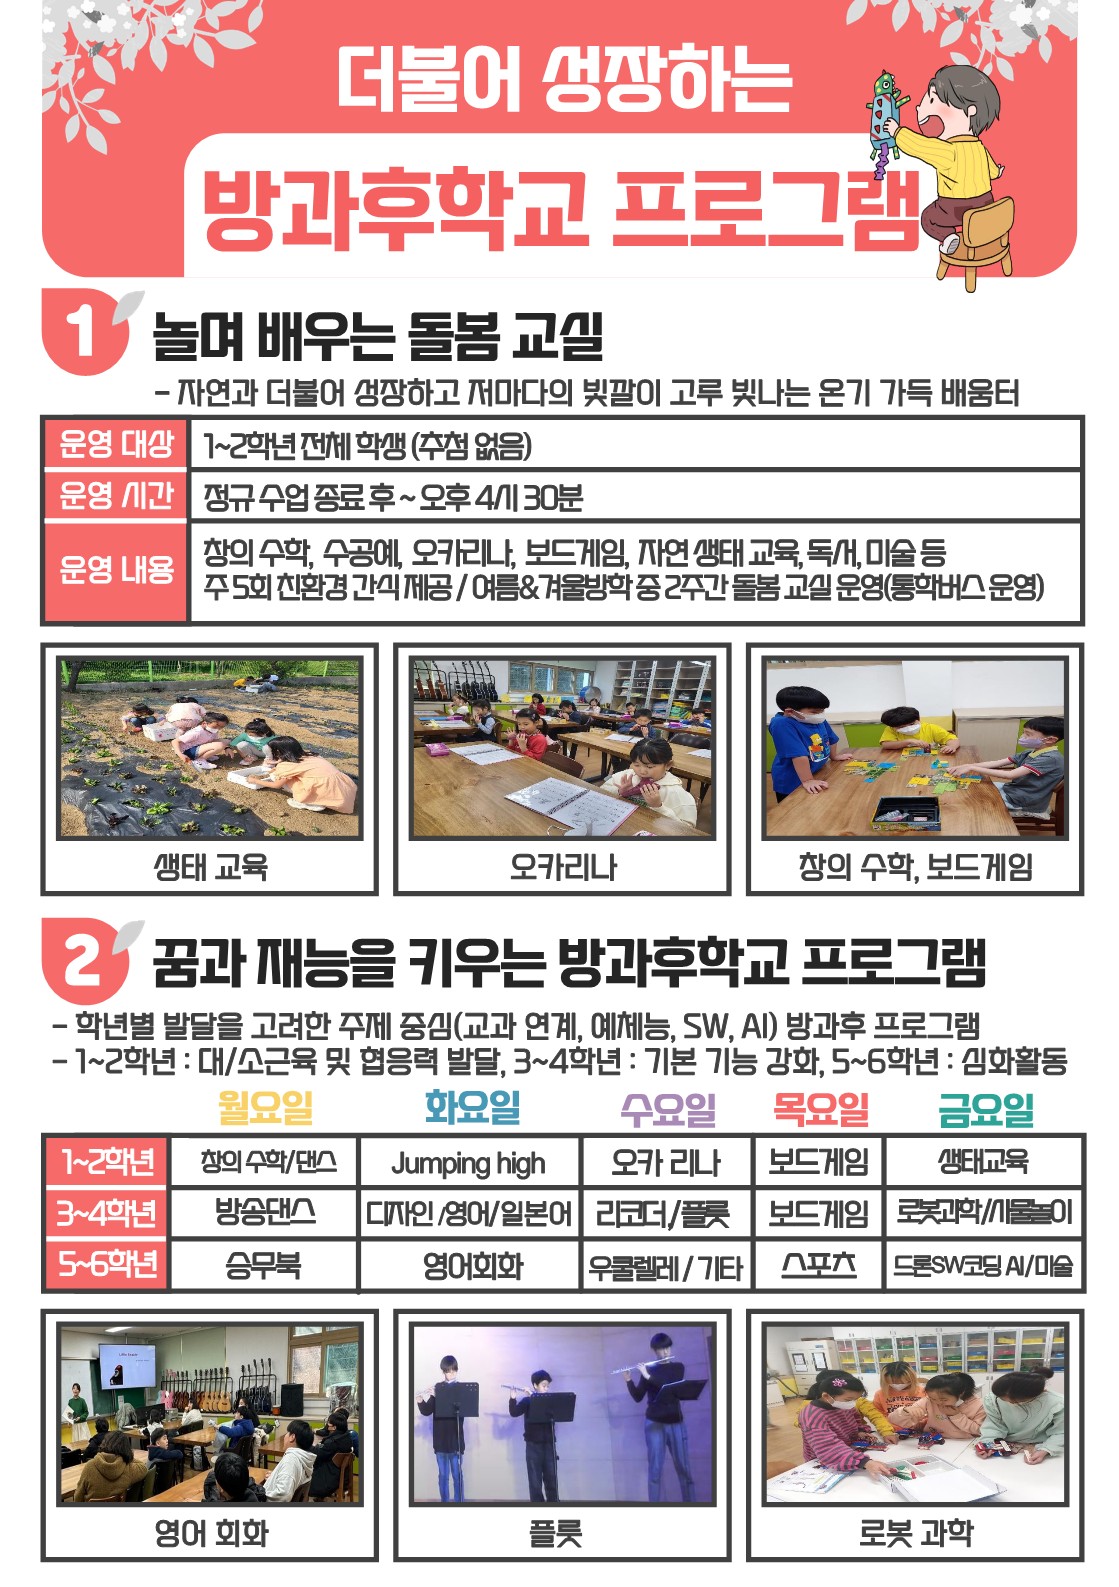 더불어 성장하는
방과후학교 프로그램
1 놀며 배우는 돌봄 교실
- 자연과 더불어 성장하고 저마다의 빛깔이 고루 빛나는 온기 가득 배움터
운영 대상 1~2학년 전체 학생 (추첨 없음)
운영 시간 정규 수업 종료 후 ~ 오후 4시 30분
운영 내용 창의 수학, 수공예, 오카리나, 보드게임, 자연 생태 교육, 독서, 미술 등
주 5회 친환경 간식 제공 / 여름&겨울방학 중 2주간 돌봄 교실 운영(통학버스 운영)
생태 교육 오카리나 창의 수학, 보드게임
2 꿈과 재능을 키우는 방과후학교 프로그램
- 학년별 발달을 고려한 주제 중심(교과 연계, 예체능, SW, AI) 방과후 프로그램
- 1~2학년 : 대/소근육 및 협응력 발달, 3~4학년 : 기본 기능 강화, 5~6학년 : 심화활동
월요일 화요일 수요일 목요일 금요일
1~2학년 창의 수학/댄스 Jumping high 오카 리나 보드게임 생태교육
3~4학년 방송댄스 디자인 /영어/일본어 리코더,/플룻 보드게임 로봇과학//사물놀이
5~6학년 승무북 영어회화 우쿨렐레 / 기타 스포츠 드론SW코딩 AI/미술
영어 회화 플룻 로봇 과학